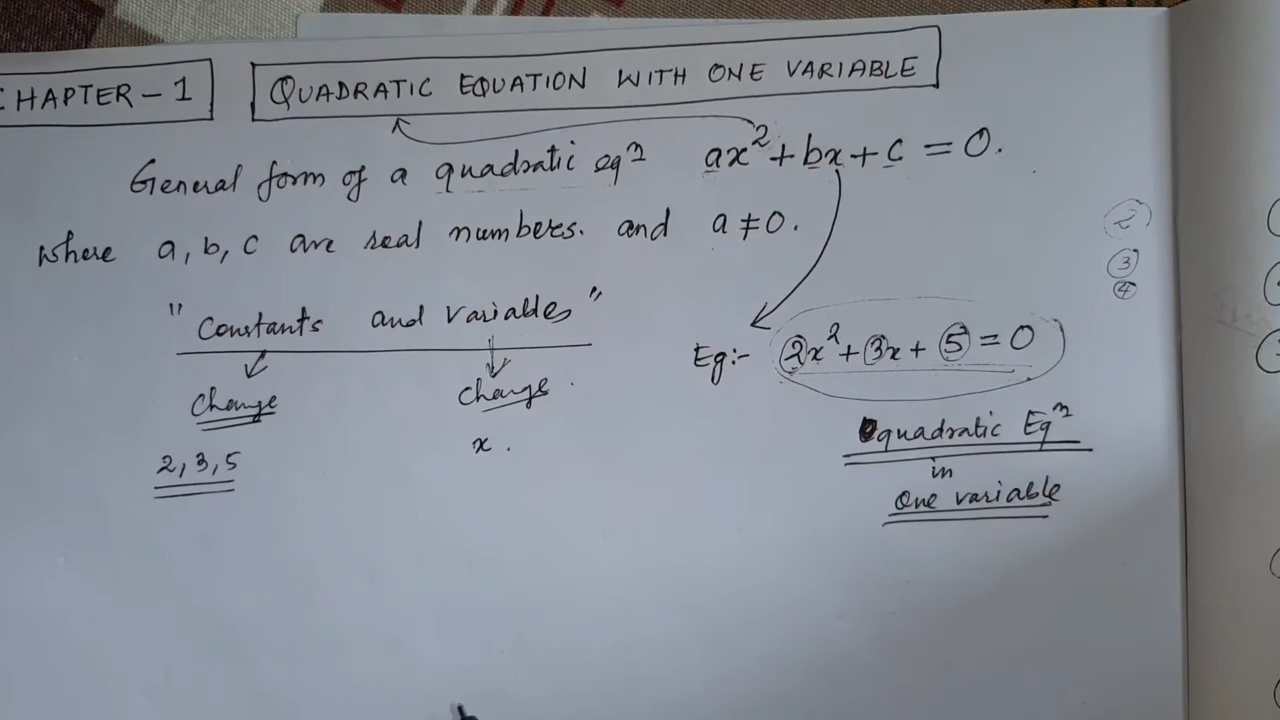 CHAPTER-1 QUADRATIC EQUATION WITH ONE VARIABLE
General form of a quadratic eqⁿ ax²+bx+c=0.
where a, b, c are real numbers. and a≠0.
"Constants and variables"
Change Change.
2,3,5 x.
Eg:- 2x²+3x+5=0
quadratic Eqⁿ
in
One variable
2
3
4